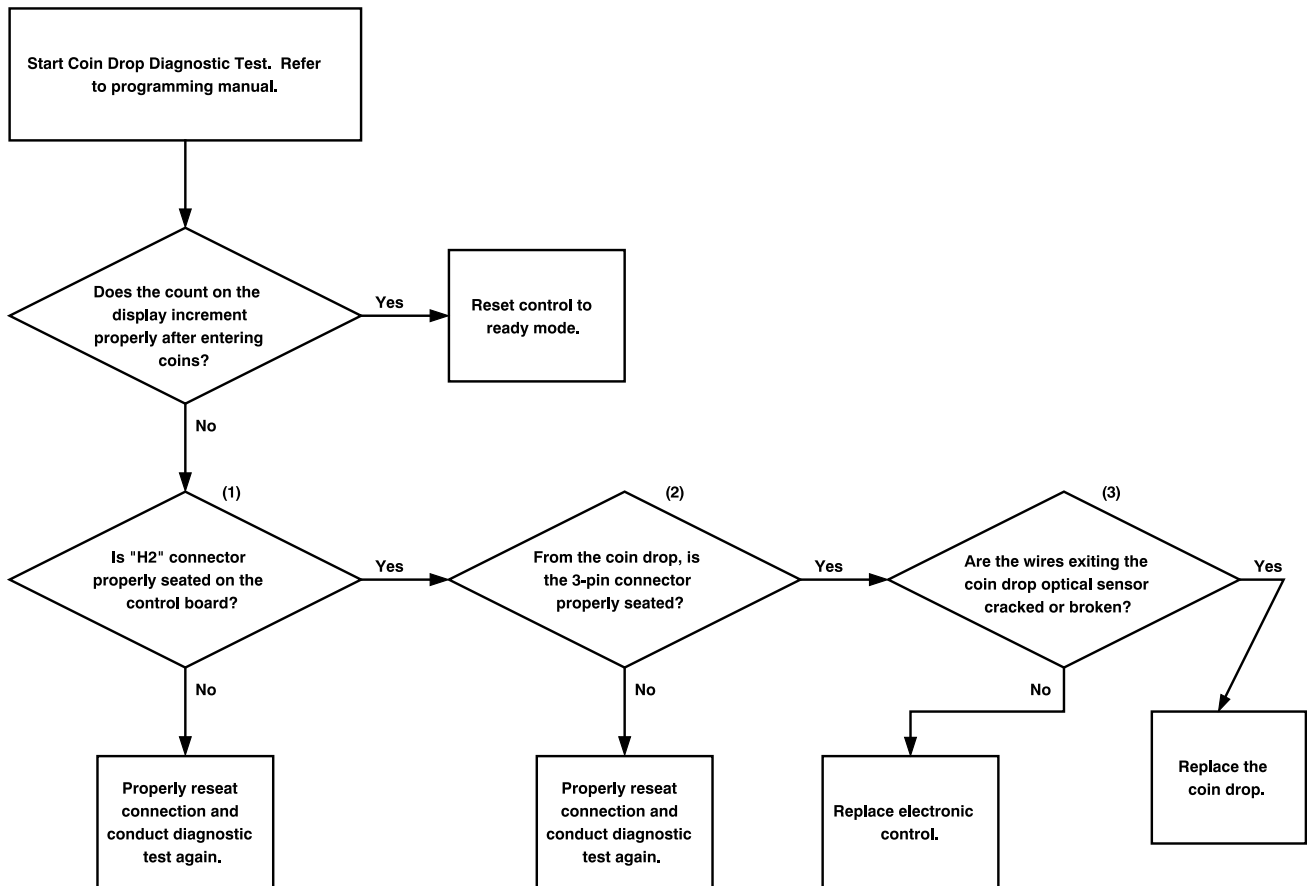 Start Coin Drop Diagnostic Test.  Refer
to programming manual.
Does the count on the
display increment
properly after entering
coins?
Yes
Reset control to
ready mode.
No
(1)
Is "H2" connector
properly seated on the
control board?
Yes
(2)
From the coin drop, is
the 3-pin connector
properly seated?
Yes
(3)
Are the wires exiting the
coin drop optical sensor
cracked or broken?
Yes
No
No
No
Properly reseat
connection and
conduct diagnostic
test again.
Properly reseat
connection and
conduct diagnostic
test again.
Replace electronic
control.
Replace the
coin drop.